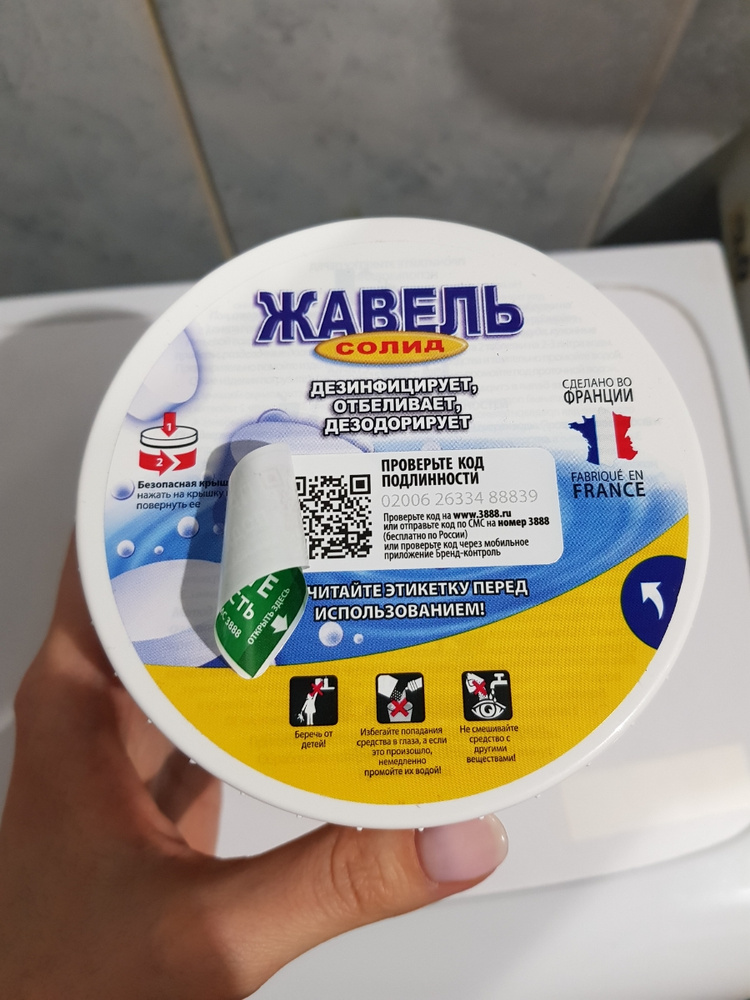 ЖАВЕЛЬ
СОЛИД
ДЕЗИНФИЦИРУЕТ,
ОТБЕЛИВАЕТ,
ДЕЗОДОРИРУЕТ
СДЕЛАНО ВО
ФРАНЦИИ
FABRIQUÉ EN
FRANCE
1
2
Безопасная
нажать на крышку
повернуть ее
ПРОВЕРЬТЕ КОД
ПОДЛИННОСТИ
02006 26334 88839
Проверьте код на www.3888.ru
или отправьте код по СМС на номер 3888
(бесплатно по России)
или проверьте код через мобильное
приложение Бренд-контроль
3888
ОТКРЫТЬ ЗДЕСЬ
ЧИТАЙТЕ ЭТИКЕТКУ ПЕРЕД
ИСПОЛЬЗОВАНИЕМ!
Беречь от
детей!
Избегайте попадания
средства в глаза, а если
это произошло,
немедленно
промойте их водой!
Не смешивайте
средство с
другими
веществами!